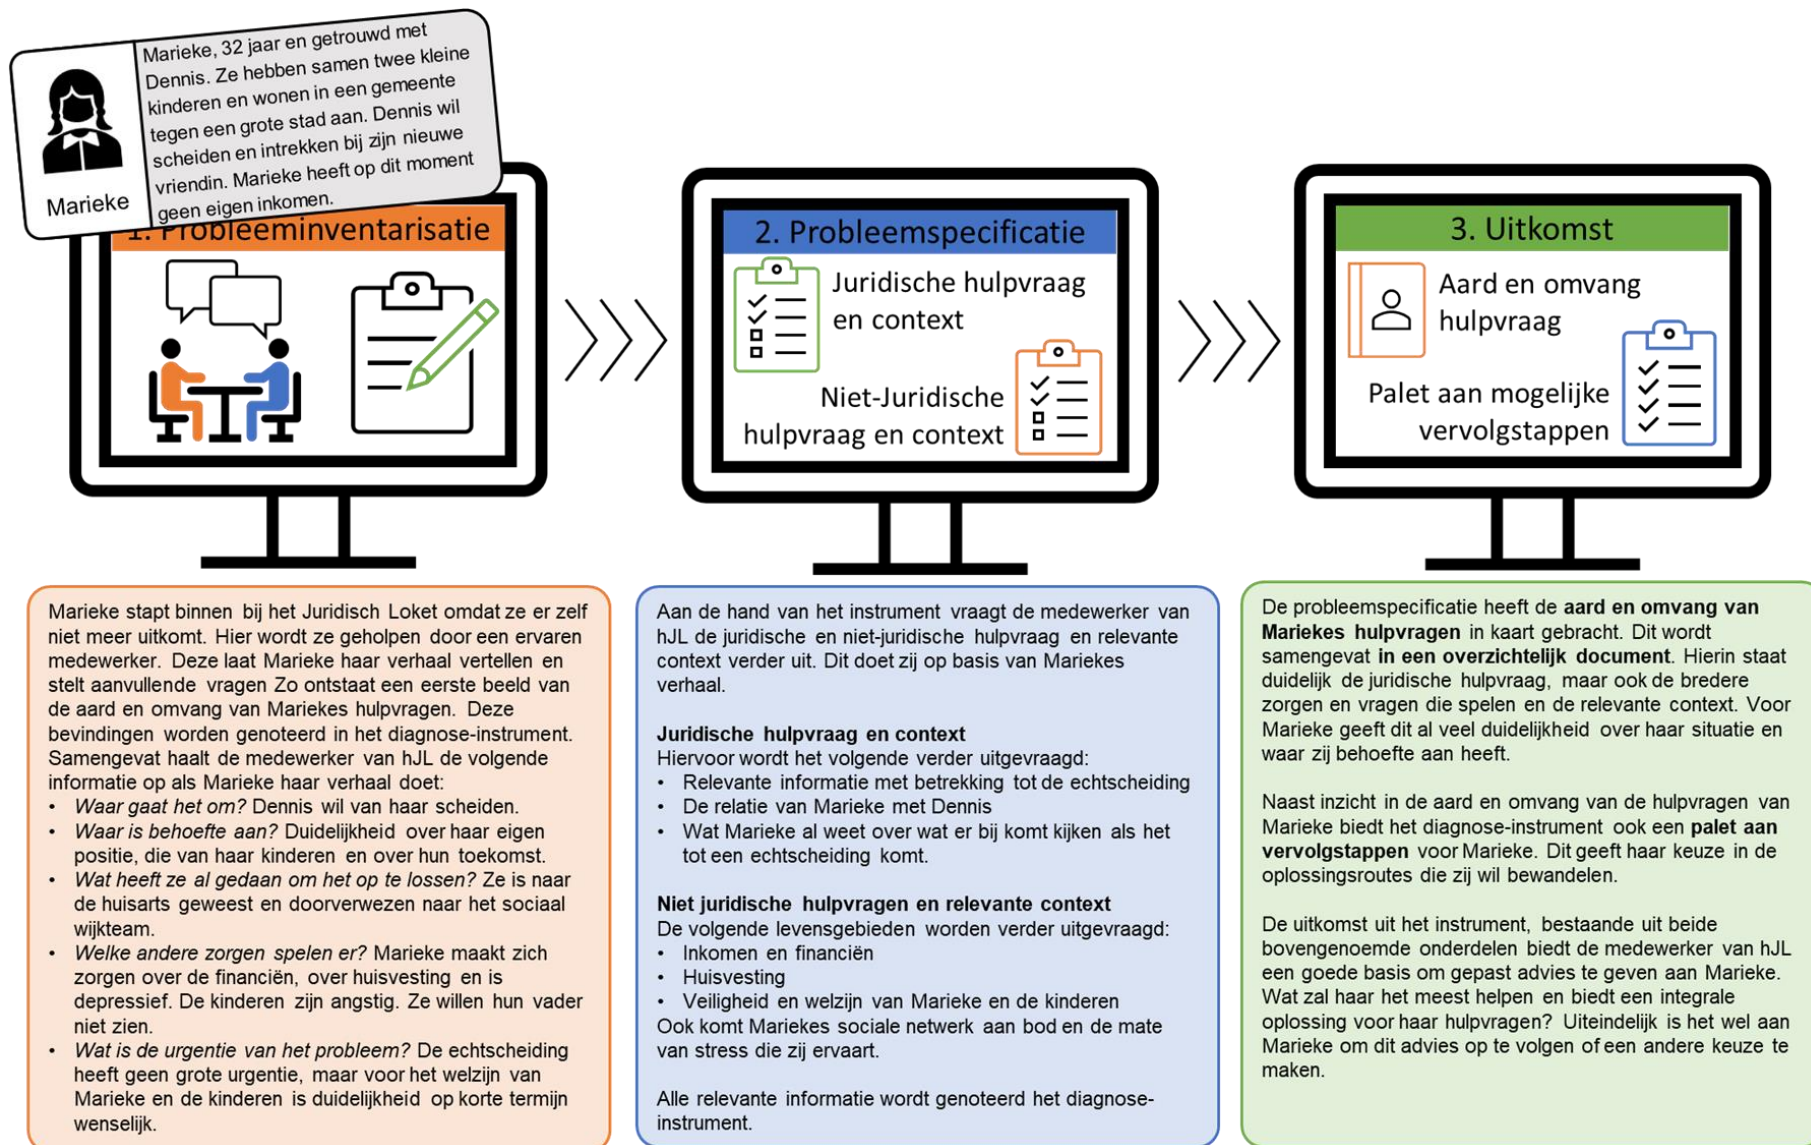 Marieke, 32 jaar en getrouwd met
Dennis. Ze hebben samen twee kleine
kinderen en wonen in een gemeente
tegen een grote stad aan. Dennis wil
scheiden en intrekken bij zijn nieuwe
vriendin. Marieke heeft op dit moment
geen eigen inkomen.
Marieke
1. Probleeminventarisatie
2. Probleemspecificatie
Juridische hulpvraag
en context
Niet-Juridische
hulpvraag en context
3. Uitkomst
Aard en omvang
hulpvraag
Palet aan mogelijke
vervolgstappen
Marieke stapt binnen bij het Juridisch Loket omdat ze er zelf
niet meer uitkomt. Hier wordt ze geholpen door een ervaren
medewerker. Deze laat Marieke haar verhaal vertellen en
stelt aanvullende vragen Zo ontstaat een eerste beeld van
de aard en omvang van Mariekes hulpvragen. Deze
bevindingen worden genoteerd in het diagnose-instrument.
Samengevat haalt de medewerker van hJL de volgende
informatie op als Marieke haar verhaal doet:
• Waar gaat het om? Dennis wil van haar scheiden.
• Waar is behoefte aan? Duidelijkheid over haar eigen
positie, die van haar kinderen en over hun toekomst.
• Wat heeft ze al gedaan om het op te lossen? Ze is naar
de huisarts geweest en doorverwezen naar het sociaal
wijkteam.
• Welke andere zorgen spelen er? Marieke maakt zich
zorgen over de financiën, over huisvesting en is
depressief. De kinderen zijn angstig. Ze willen hun vader
niet zien.
• Wat is de urgentie van het probleem? De echtscheiding
heeft geen grote urgentie, maar voor het welzijn van
Marieke en de kinderen is duidelijkheid op korte termijn
wenselijk.
Aan de hand van het instrument vraagt de medewerker van
hJL de juridische en niet-juridische hulpvraag en relevante
context verder uit. Dit doet zij op basis van Mariekes
verhaal.
Juridische hulpvraag en context
Hiervoor wordt het volgende verder uitgevraagd:
• Relevante informatie met betrekking tot de echtscheiding
• De relatie van Marieke met Dennis
• Wat Marieke al weet over wat er bij komt kijken als het
tot een echtscheiding komt.
Niet juridische hulpvragen en relevante context
De volgende levensgebieden worden verder uitgevraagd:
• Inkomen en financiën
• Huisvesting
• Veiligheid en welzijn van Marieke en de kinderen
Ook komt Mariekes sociale netwerk aan bod en de mate
van stress die zij ervaart.
Alle relevante informatie wordt genoteerd het diagnose-
instrument.
De probleemspecificatie heeft de aard en omvang van
Mariekes hulpvragen in kaart gebracht. Dit wordt
samengevat in een overzichtelijk document. Hierin staat
duidelijk de juridische hulpvraag, maar ook de bredere
zorgen en vragen die spelen en de relevante context. Voor
Marieke geeft dit al veel duidelijkheid over haar situatie en
waar zij behoefte aan heeft.
Naast inzicht in de aard en omvang van de hulpvragen van
Marieke biedt het diagnose-instrument ook een palet aan
vervolgstappen voor Marieke. Dit geeft haar keuze in de
oplossingsroutes die zij wil bewandelen.
De uitkomst uit het instrument, bestaande uit beide
bovengenoemde onderdelen biedt de medewerker van hJL
een goede basis om gepast advies te geven aan Marieke.
Wat zal haar het meest helpen en biedt een integrale
oplossing voor haar hulpvragen? Uiteindelijk is het wel aan
Marieke om dit advies op te volgen of een andere keuze te
maken.